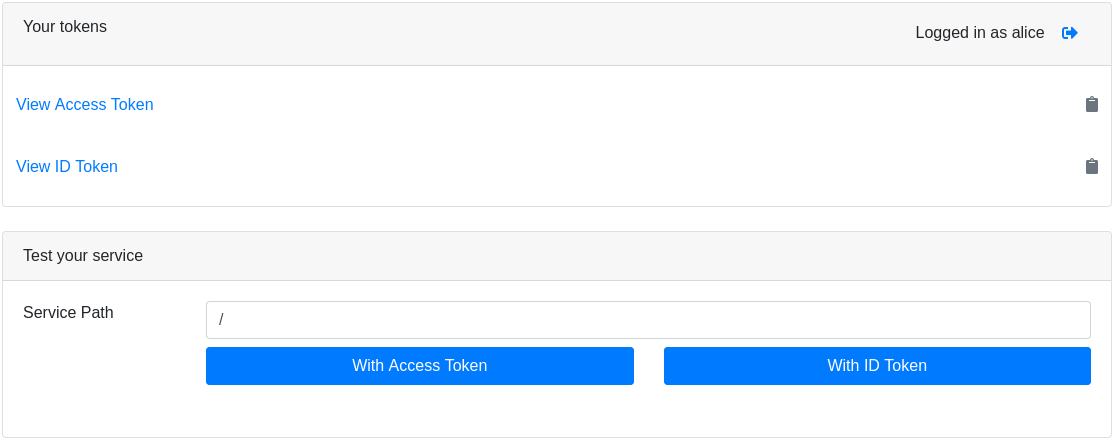 Your tokens
Logged in as alice
View Access Token
View ID Token
Test your service
Service Path
/
With Access Token
With ID Token